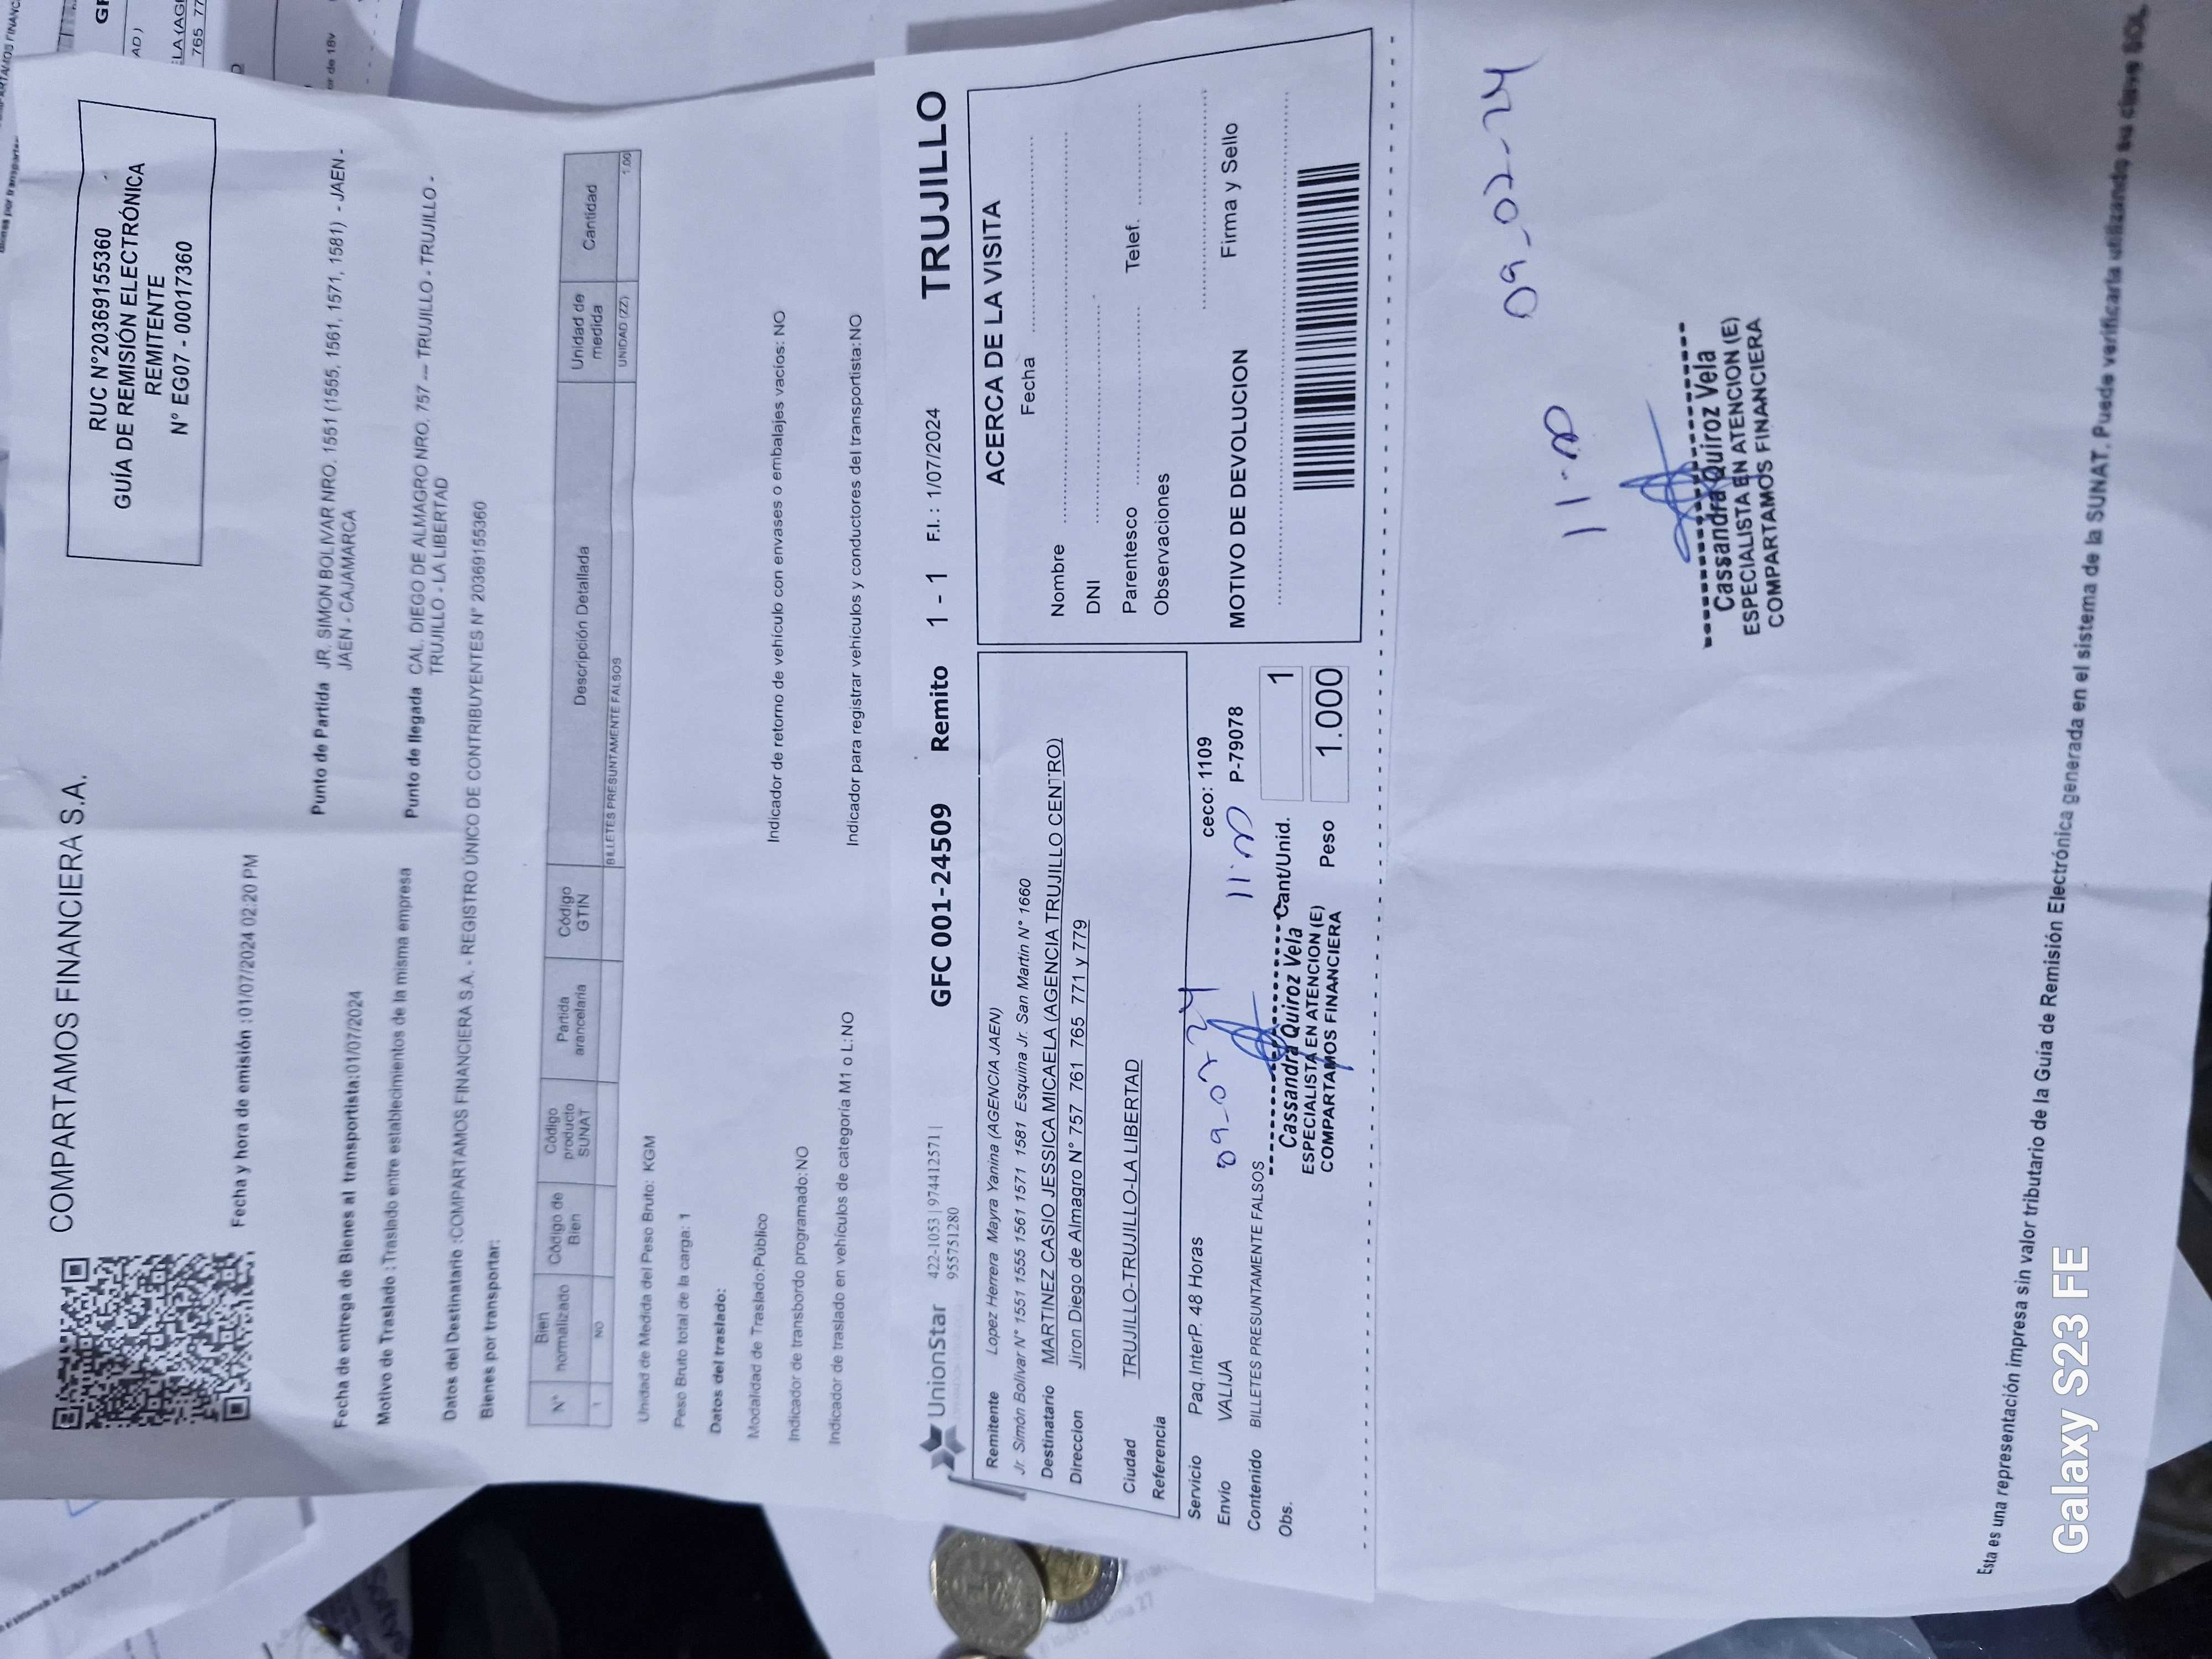 COMPARTAMOS FINANCIERA S.A.
RUC N°20369155360
GUÍA DE REMISIÓN ELECTRÓNICA
REMITENTE
N° EG07 - 00017360
Fecha y hora de emisión :01/07/2024 02:20 PM
Fecha de entrega de Bienes al transportista:01/07/2024
Punto de Partida JR. SIMON BOLIVAR NRO. 1551 (1555, 1561, 1571, 1581) - JAEN -
JAEN - CAJAMARCA
Motivo de Traslado :Traslado entre establecimientos de la misma empresa
Punto de llegada CAL. DIEGO DE ALMAGRO NRO. 757 --- TRUJILLO - TRUJILLO -
TRUJILLO - LA LIBERTAD
Datos del Destinatario :COMPARTAMOS FINANCIERA S.A. - REGISTRO ÚNICO DE CONTRIBUYENTES N° 20369155360
Bienes por transportar:
N° Bien normalizado Código de Bien Código producto SUNAT Partida arancelaria Código GTIN Descripción Detallada Unidad de medida Cantidad
1 NO BILLETES PRESUNTAMENTE FALSOS UNIDAD (ZZ) 1.00
Unidad de Medida del Peso Bruto: KGM
Peso Bruto total de la carga: 1
Datos del traslado:
Modalidad de Traslado:Público
Indicador de retorno de vehículo con envases o embalajes vacíos: NO
Indicador de transbordo programado:NO
Indicador de traslado en vehículos de categoría M1 o L:NO
Indicador para registrar vehículos y conductores del transportista:NO
UnionStar 422-1053 | 974412571 |
955751280
GFC 001-24509 Remito 1 - 1 F.I. : 1/07/2024 TRUJILLO
Remitente Lopez Herrera Mayra Yanina (AGENCIA JAEN)
Jr. Simón Bolívar N° 1551 1555 1561 1571 1581 Esquina Jr. San Martin N° 1660
Destinatario MARTINEZ CASIO JESSICA MICAELA (AGENCIA TRUJILLO CENTRO)
Direccion Jiron Diego de Almagro N° 757 761 765 771 y 779
Ciudad TRUJILLO-TRUJILLO-LA LIBERTAD
Referencia
Servicio Paq.InterP. 48 Horas ceco: 1109
Envio VALIJA P-79078
Contenido BILLETES PRESUNTAMENTE FALSOS
Obs.
Cant/Unid. 1
Peso 1.000
Cassandra Quiroz Vela
ESPECIALISTA EN ATENCION (E)
COMPARTAMOS FINANCIERA
ACERCA DE LA VISITA
Fecha
Nombre
DNI
Parentesco Telef.
Observaciones
MOTIVO DE DEVOLUCION Firma y Sello
09-07-24
Cassandra Quiroz Vela
ESPECIALISTA EN ATENCION (E)
COMPARTAMOS FINANCIERA
Esta es una representación impresa sin valor tributario de la Guía de Remisión Electrónica generada en el sistema de la SUNAT. Puede verificarla utilizando su clave SOL
Galaxy S23 FE